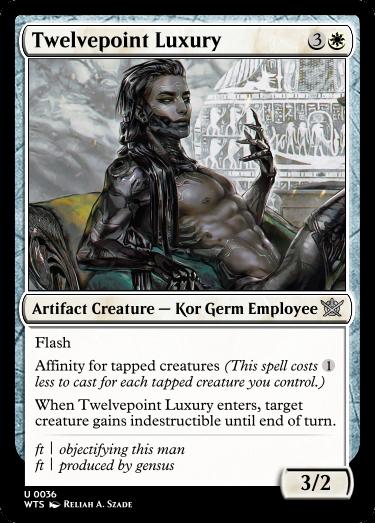 Twelvepoint Luxury 3
Artifact Creature — Kor Germ Employee
Flash
Affinity for tapped creatures (This spell costs 1
less to cast for each tapped creature you control.)
When Twelvepoint Luxury enters, target
creature gains indestructible until end of turn.
ft | objectifying this man
ft | produced by gensus
3/2
U 0036
WTS RELIAH A. SZADE